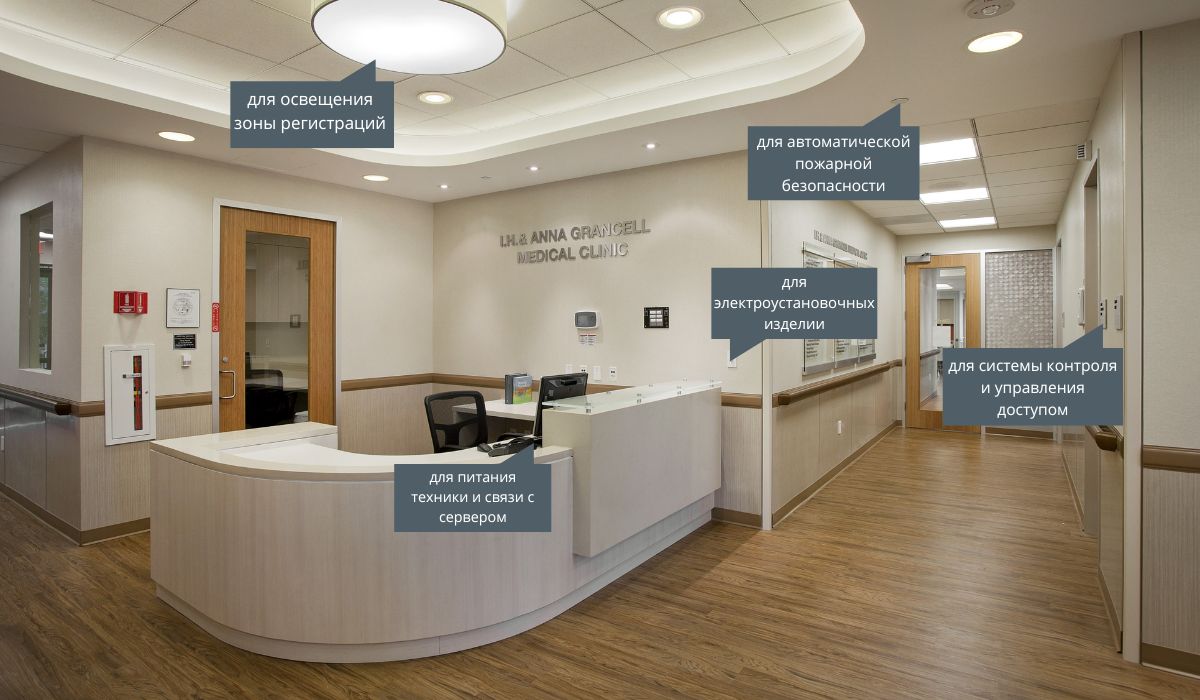 для освещения
зоны регистраций
для автоматической
пожарной
безопасности
I.H. & ANNA GRANCELL
MEDICAL CLINIC
для
электроустановочных
изделии
для системы контроля
и управления
доступом
для питания
техники и связи с
сервером